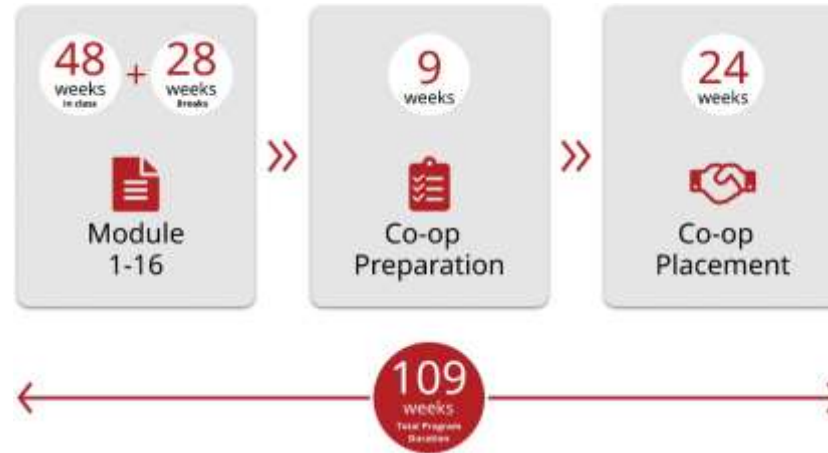 48 + 28
weeks weeks
In class Breaks
Module
1-16
9
weeks
Co-op
Preparation
24
weeks
Co-op
Placement
109
weeks
Total Program
Duration